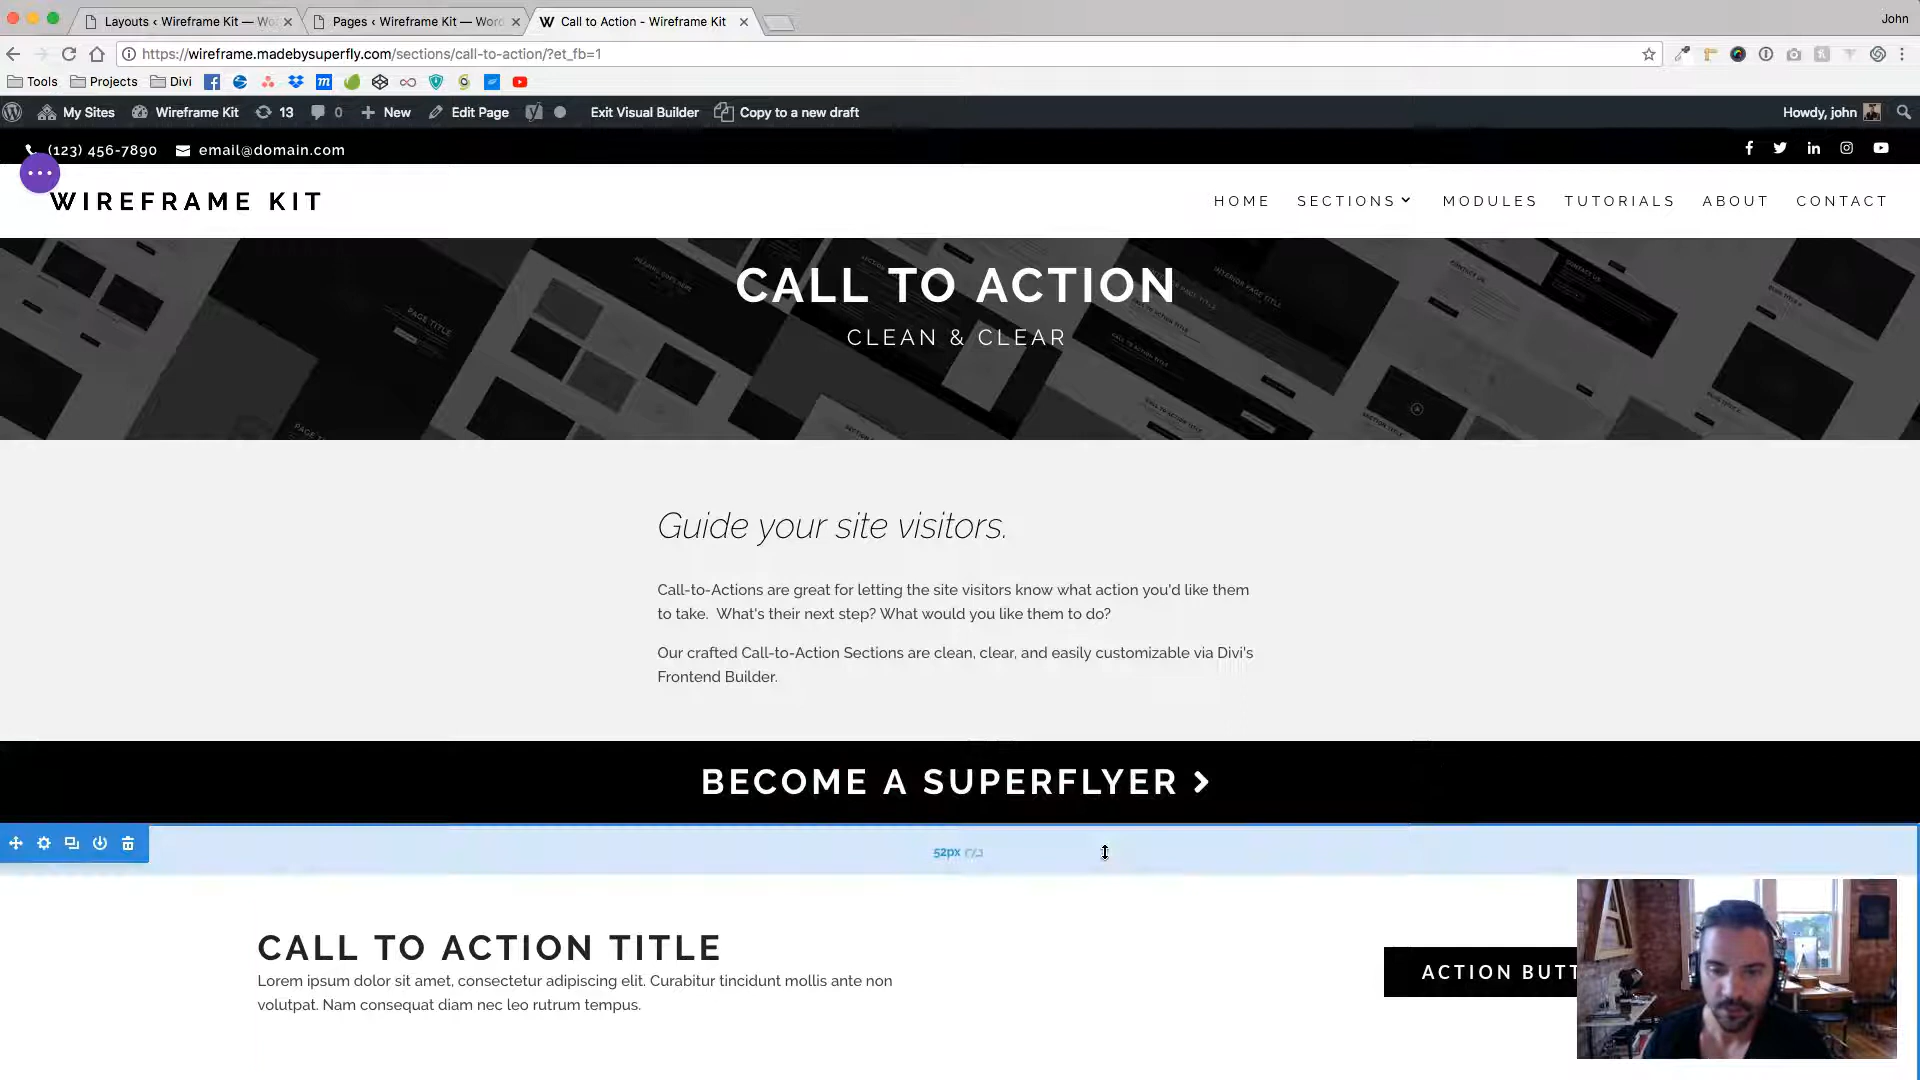 Layouts ‹ Wireframe Kit — Wo
Pages ‹ Wireframe Kit — Word
Call to Action - Wireframe Kit
John
https://wireframe.madebysuperfly.com/sections/call-to-action/?et_fb=1
Tools
Projects
Divi
My Sites
Wireframe Kit
13
0
New
Edit Page
Exit Visual Builder
Copy to a new draft
Howdy, john
(123) 456-7890
email@domain.com
WIREFRAME KIT
HOME
SECTIONS
MODULES
TUTORIALS
ABOUT
CONTACT
CALL TO ACTION
CLEAN & CLEAR
Guide your site visitors.
Call-to-Actions are great for letting the site visitors know what action you'd like them
to take. What's their next step? What would you like them to do?
Our crafted Call-to-Action Sections are clean, clear, and easily customizable via Divi's
Frontend Builder.
BECOME A SUPERFLYER
52px
CALL TO ACTION TITLE
Lorem ipsum dolor sit amet, consectetur adipiscing elit. Curabitur tincidunt mollis ante non
volutpat. Nam consequat diam nec leo rutrum tempus.
ACTION BUTT